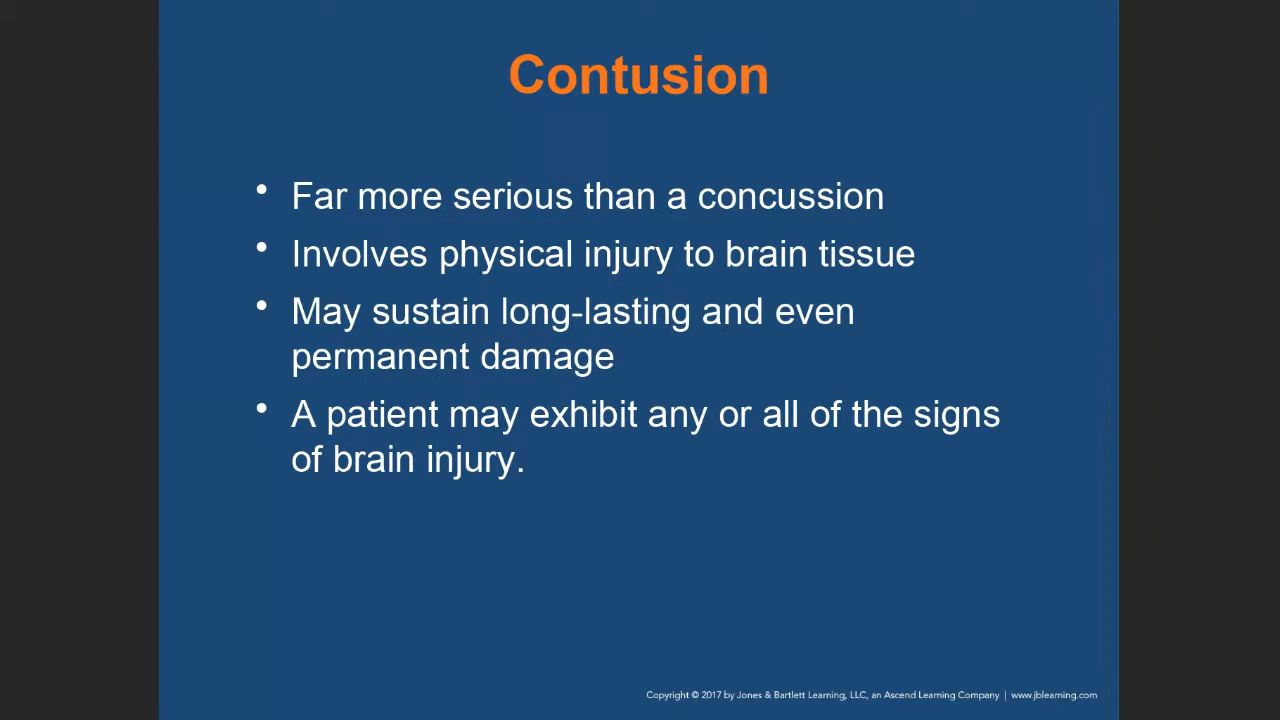 Contusion
• Far more serious than a concussion
• Involves physical injury to brain tissue
• May sustain long-lasting and even
permanent damage
• A patient may exhibit any or all of the signs
of brain injury.
Copyright © 2017 by Jones & Bartlett Learning, LLC, an Ascend Learning Company | www.jblearning.com